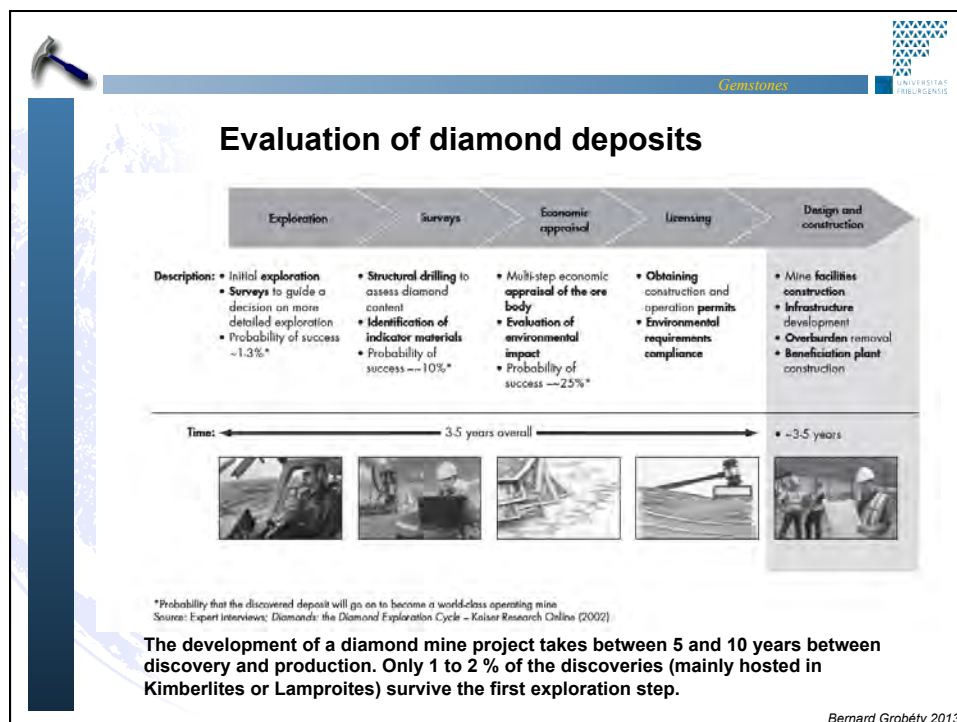 Gemstones
UNIVERSITAS
FRIBURGENSIS
Evaluation of diamond deposits
Exploration
Surveys
Economic
appraisal
Licensing
Design and
construction
Description:
• Initial exploration
• Surveys to guide a
decision on more
detailed exploration
• Probability of success
~1-3%*
• Structural drilling to
assess diamond
content
• Identification of
indicator materials
• Probability of
success ~~10%*
• Multi-step economic
appraisal of the ore
body
• Evaluation of
environmental
impact
• Probability of
success ~~25%*
• Obtaining
construction and
operation permits
• Environmental
requirements
compliance
• Mine facilities
construction
• Infrastructure
development
• Overburden removal
• Beneficiation plant
construction
Time:
3-5 years overall
• ~3-5 years
*Probability that the discovered deposit will go on to become a world-class operating mine
Source: Expert interviews; Diamonds: the Diamond Exploration Cycle – Kaiser Research Online (2002)
The development of a diamond mine project takes between 5 and 10 years between
discovery and production. Only 1 to 2 % of the discoveries (mainly hosted in
Kimberlites or Lamproites) survive the first exploration step.
Bernard Grobéty 2013